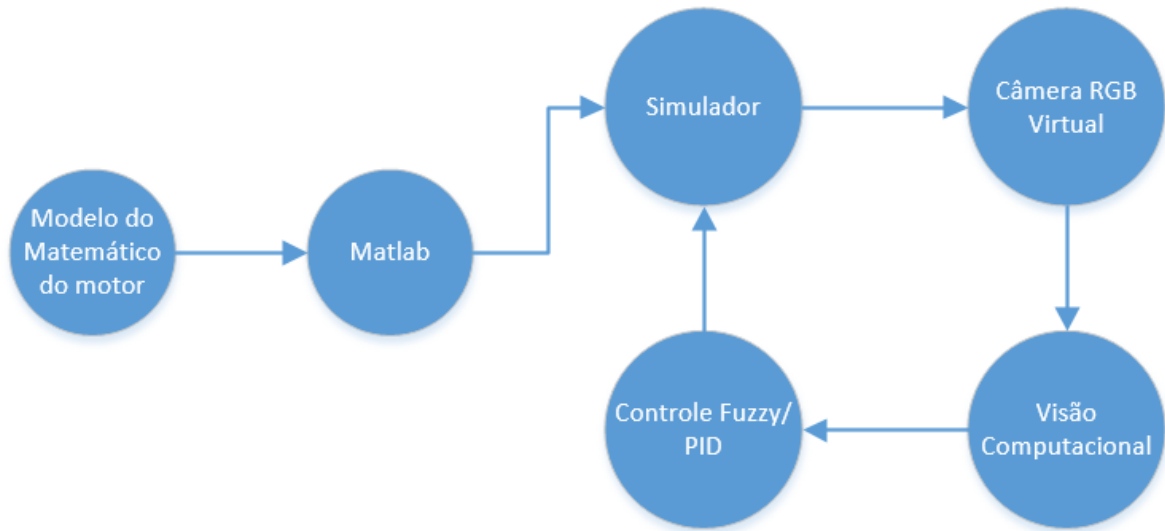 Modelo do
Matemático
do motor
Matlab
Simulador
Câmera RGB
Virtual
Visão
Computacional
Controle Fuzzy/
PID